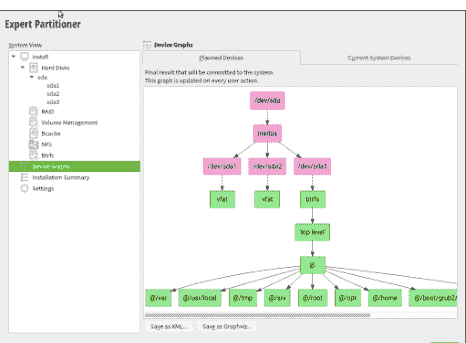 Expert Partitioner
System View
Install
Hard Disks
sda
sda1
sda2
sda3
RAID
Volume Management
Bcache
NFS
Btrfs
Device Graphs
Installation Summary
Settings
Device Graphs
Planned Devices
Current System Devices
Final result that will be committed to the system.
This graph is updated on every user action.
/dev/sda
msdos
/dev/sda1
/dev/sda2
/dev/sda3
vfat
vfat
btrfs
top level
@
@/var
@/usr/local
@/tmp
@/srv
@/root
@/opt
@/home
@/boot/grub2/
Save as XML...
Save as Graphviz...